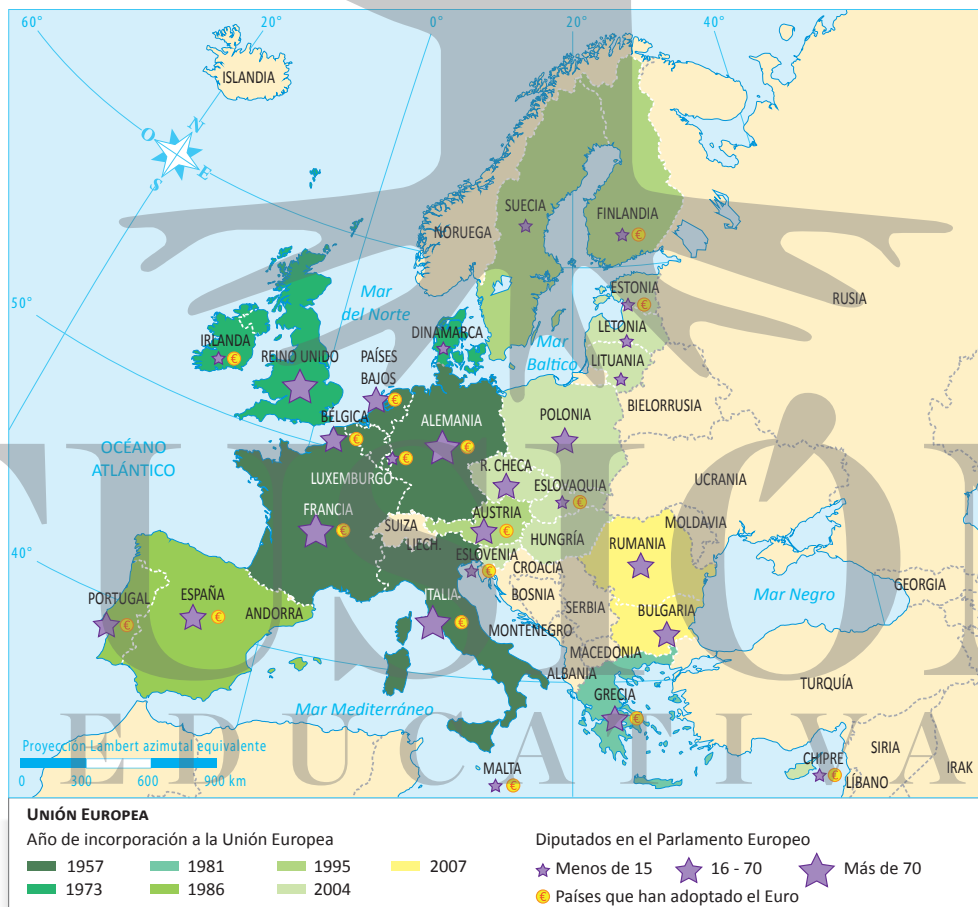 60°
20°
0°
20°
40°
ISLANDIA
N
O
E
S
SUECIA
FINLANDIA
NORUEGA
50°
Mar
del Norte
ESTONIA
RUSIA
LETONIA
IRLANDA
REINO UNIDO
DINAMARCA
Mar
Báltico
LITUANIA
PAÍSES
BAJOS
BIELORRUSIA
BÉLGICA
ALEMANIA
POLONIA
OCÉANO
ATLÁNTICO
LUXEMBURGO
R. CHECA
ESLOVAQUIA
UCRANIA
FRANCIA
AUSTRIA
MOLDAVIA
SUIZA
LIECH.
HUNGRÍA
RUMANIA
40°
ESLOVENIA
CROACIA
BOSNIA
Mar Negro
GEORGIA
PORTUGAL
ESPAÑA
ANDORRA
ITALIA
SERBIA
BULGARIA
MONTENEGRO
MACEDONIA
ALBANÍA
TURQUÍA
GRECIA
Mar Mediterráneo
Proyección Lambert azimutal equivalente
0 300 600 900 km
MALTA
CHIPRE
SIRIA
LÍBANO
IRAK
TUSIÓN
EDUCATIVA
UNIÓN EUROPEA
Año de incorporación a la Unión Europea
1957 1981 1995 2007
1973 1986 2004
Diputados en el Parlamento Europeo
Menos de 15 16 - 70 Más de 70
€ Países que han adoptado el Euro